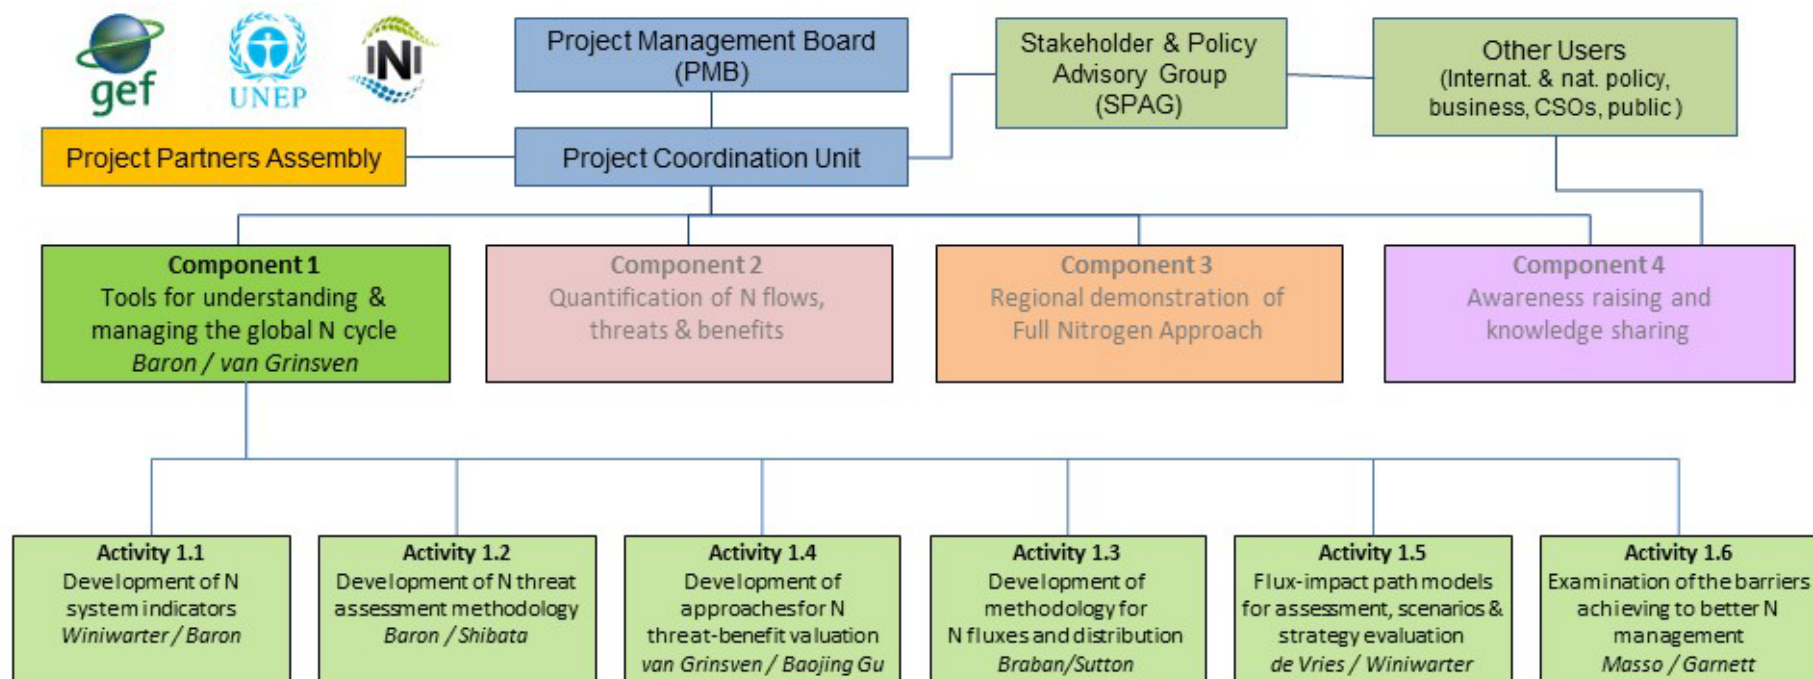 gef
UNEP
INI
Project Management Board
(PMB)
Stakeholder & Policy
Advisory Group
(SPAG)
Other Users
(Internat. & nat. policy,
business, CSOs, public )
Project Partners Assembly
Project Coordination Unit
Component 1
Tools for understanding &
managing the global N cycle
Baron / van Grinsven
Component 2
Quantification of N flows,
threats & benefits
Component 3
Regional demonstration of
Full Nitrogen Approach
Component 4
Awareness raising and
knowledge sharing
Activity 1.1
Development of N
system indicators
Winiwarter / Baron
Activity 1.2
Development of N threat
assessment methodology
Baron / Shibata
Activity 1.4
Development of
approaches for N
threat-benefit valuation
van Grinsven / Baojing Gu
Activity 1.3
Development of
methodology for
N fluxes and distribution
Braban/Sutton
Activity 1.5
Flux-impact path models
for assessment, scenarios &
strategy evaluation
de Vries / Winiwarter
Activity 1.6
Examination of the barriers
achieving to better N
management
Masso / Garnett